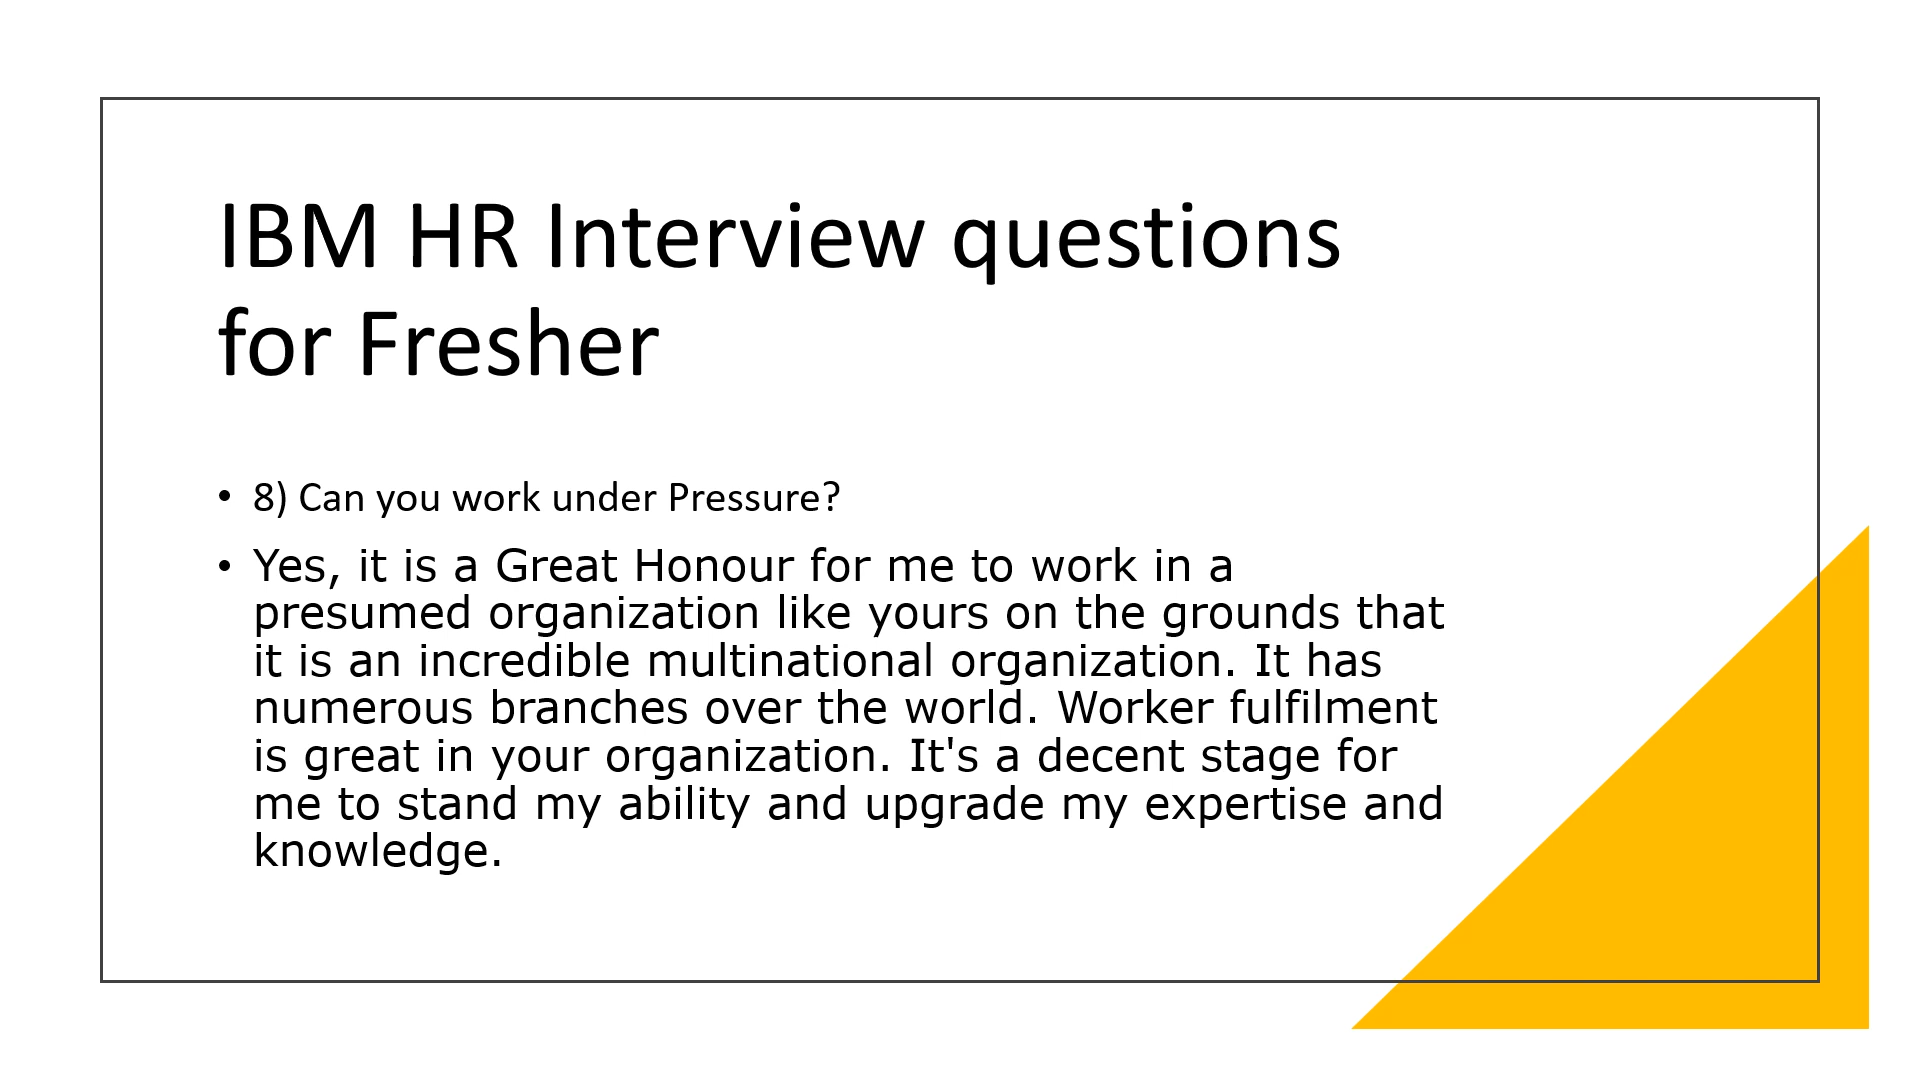 IBM HR Interview questions
for Fresher
• 8) Can you work under Pressure?
• Yes, it is a Great Honour for me to work in a
presumed organization like yours on the grounds that
it is an incredible multinational organization. It has
numerous branches over the world. Worker fulfilment
is great in your organization. It's a decent stage for
me to stand my ability and upgrade my expertise and
knowledge.